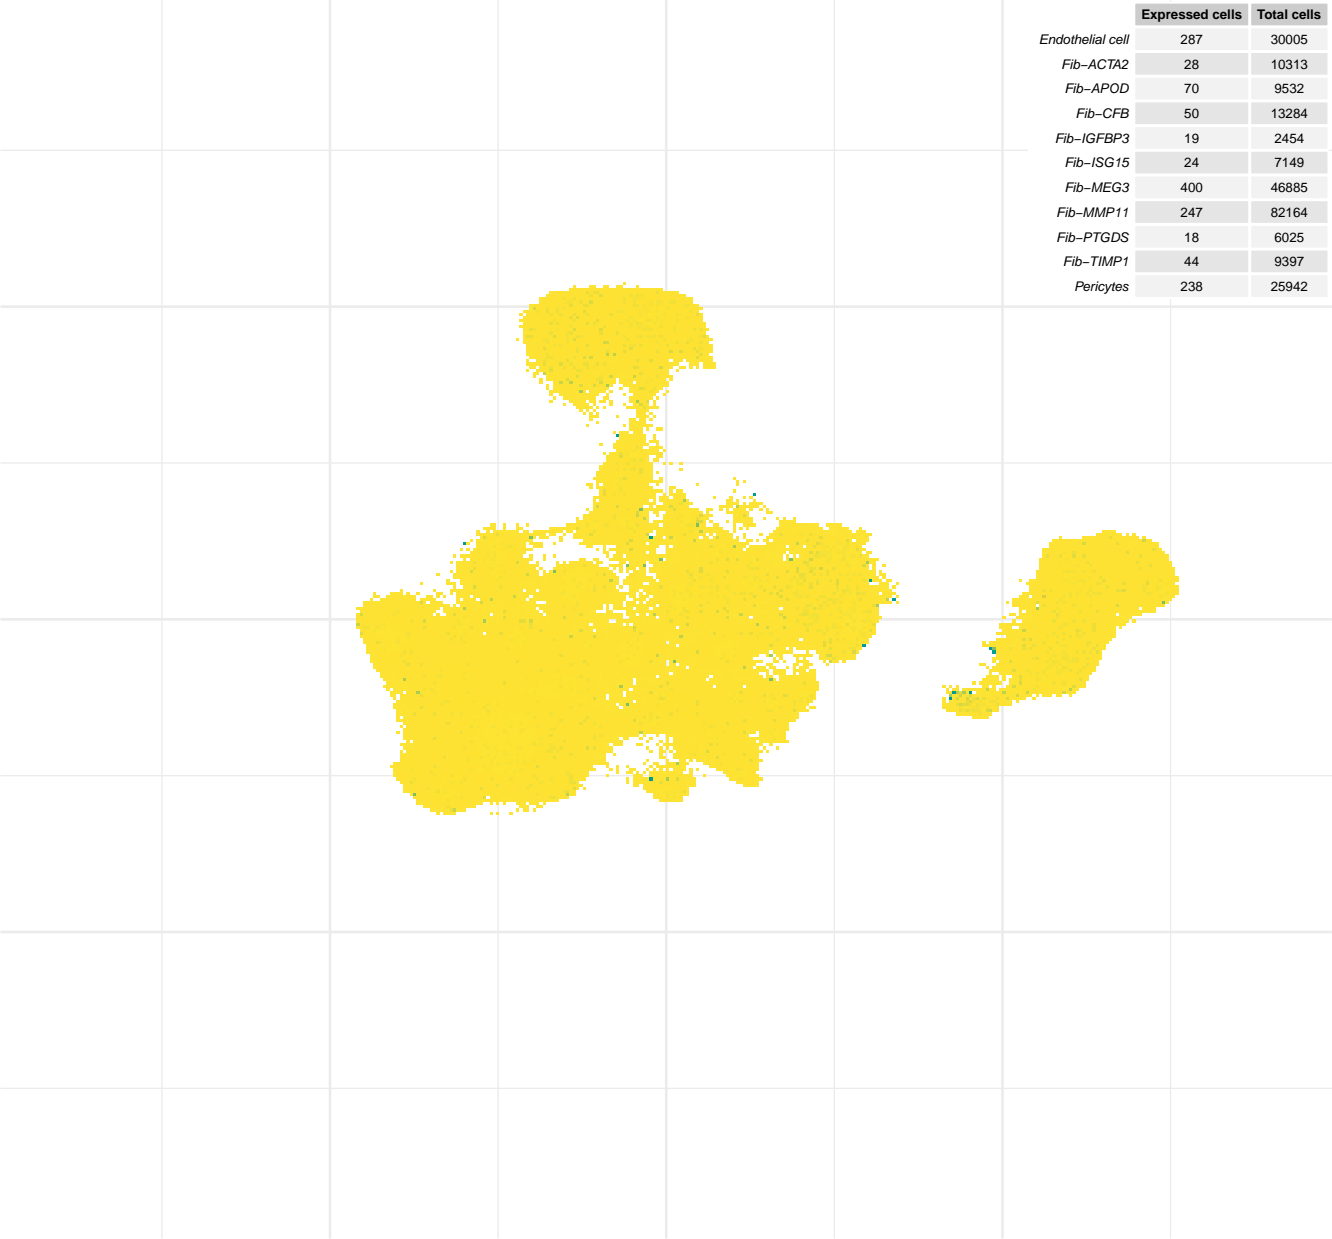 Expressed cells Total cells
Endothelial cell 287 30005
Fib−ACTA2 28 10313
Fib−APOD 70 9532
Fib−CFB 50 13284
Fib−IGFBP3 19 2454
Fib−ISG15 24 7149
Fib−MEG3 400 46885
Fib−MMP11 247 82164
Fib−PTGDS 18 6025
Fib−TIMP1 44 9397
Pericytes 238 25942